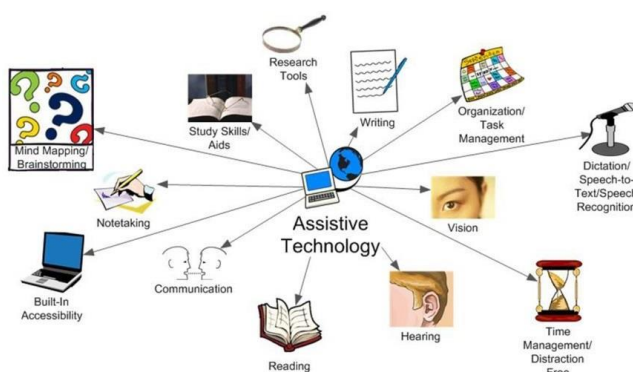 Research
Tools
Mind Mapping/
Brainstorming
Study Skills/
Aids
Writing
Organization/
Task
Management
Dictation/
Speech-to-
Text/Speech
Recognition
Notetaking
Assistive
Technology
Vision
Built-In
Accessibility
Communication
Reading
Hearing
Time
Management/
Distraction